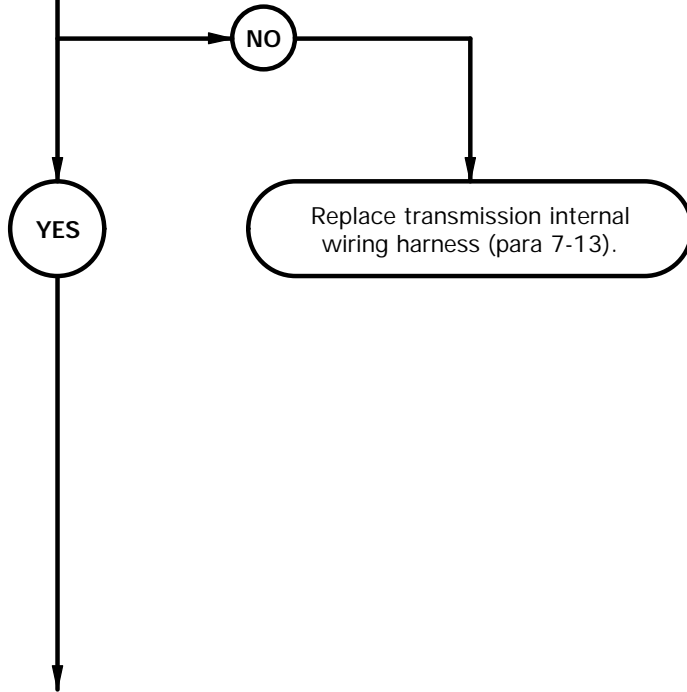 NO
YES
Replace transmission internal
wiring harness (para 7-13).